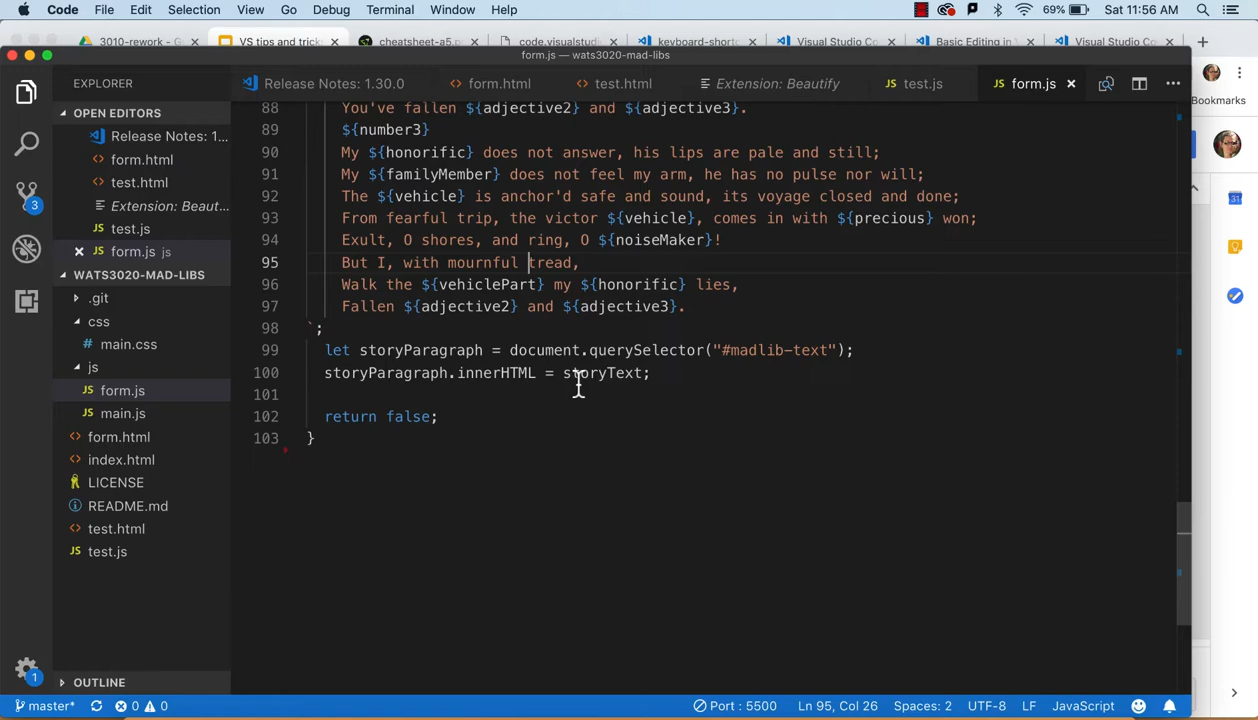 Code File Edit Selection View Go Debug Terminal Window Help 69% Sat 11:56 AM
3010-rework - G VS tips and trick cheatsheet-a5.p code.visualstud keyboard-shortc Visual Studio Co Basic Editing in V Visual Studio Co
form.js — wats3020-mad-libs
EXPLORER
Release Notes: 1.30.0 form.html test.html Extension: Beautify test.js form.js
Bookmarks
OPEN EDITORS
Release Notes: 1...
form.html
test.html
Extension: Beaut...
test.js
form.js js
WATS3020-MAD-LIBS
.git
css
main.css
js
JS form.js
JS main.js
form.html
index.html
LICENSE
README.md
test.html
JS test.js
OUTLINE
3
1
88 You've fallen ${adjective2} and ${adjective3}.
89 ${number3}
90 My ${honorific} does not answer, his lips are pale and still;
91 My ${familyMember} does not feel my arm, he has no pulse nor will;
92 The ${vehicle} is anchor'd safe and sound, its voyage closed and done;
93 From fearful trip, the victor ${vehicle}, comes in with ${precious} won;
94 Exult, O shores, and ring, O ${noiseMaker}!
95 But I, with mournful tread,
96 Walk the ${vehiclePart} my ${honorific} lies,
97 Fallen ${adjective2} and ${adjective3}.
98 `;
99 let storyParagraph = document.querySelector("#madlib-text");
100 storyParagraph.innerHTML = storyText;
101
102 return false;
103 }
master* 0 0 Port : 5500 Ln 95, Col 26 Spaces: 2 UTF-8 LF JavaScript